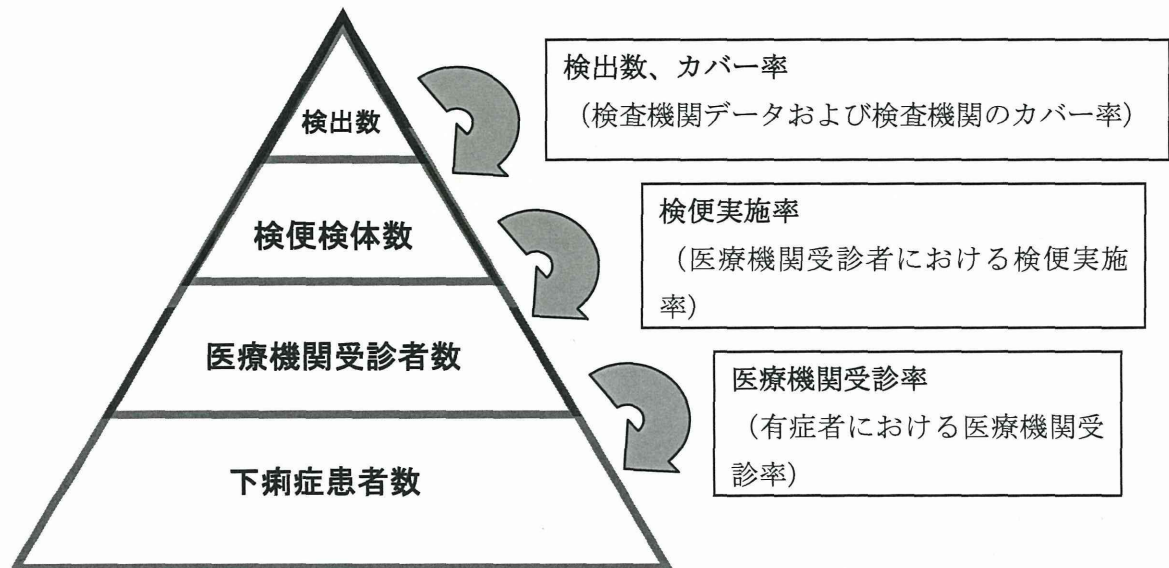 検出数
検便検体数
医療機関受診者数
下痢症患者数
検出数、カバー率
（検査機関データおよび検査機関のカバー率）
検便実施率
（医療機関受診者における検便実施
率）
医療機関受診率
（有症者における医療機関受
診率）